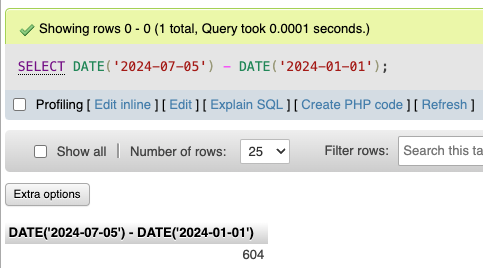 Showing rows 0 - 0 (1 total, Query took 0.0001 seconds.)
SELECT DATE('2024-07-05') - DATE('2024-01-01');
Profiling [ Edit inline ] [ Edit ] [ Explain SQL ] [ Create PHP code ] [ Refresh ]
Show all | Number of rows: 25 Filter rows: Search this ta
Extra options
DATE('2024-07-05') - DATE('2024-01-01')
604